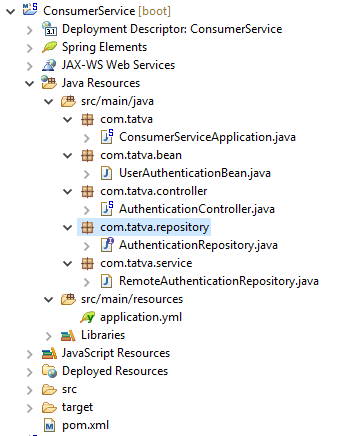 ConsumerService [boot]
Deployment Descriptor: ConsumerService
Spring Elements
JAX-WS Web Services
Java Resources
src/main/java
com.tatva
ConsumerServiceApplication.java
com.tatva.bean
UserAuthenticationBean.java
com.tatva.controller
AuthenticationController.java
com.tatva.repository
AuthenticationRepository.java
com.tatva.service
RemoteAuthenticationRepository.java
src/main/resources
application.yml
Libraries
JavaScript Resources
Deployed Resources
src
target
pom.xml